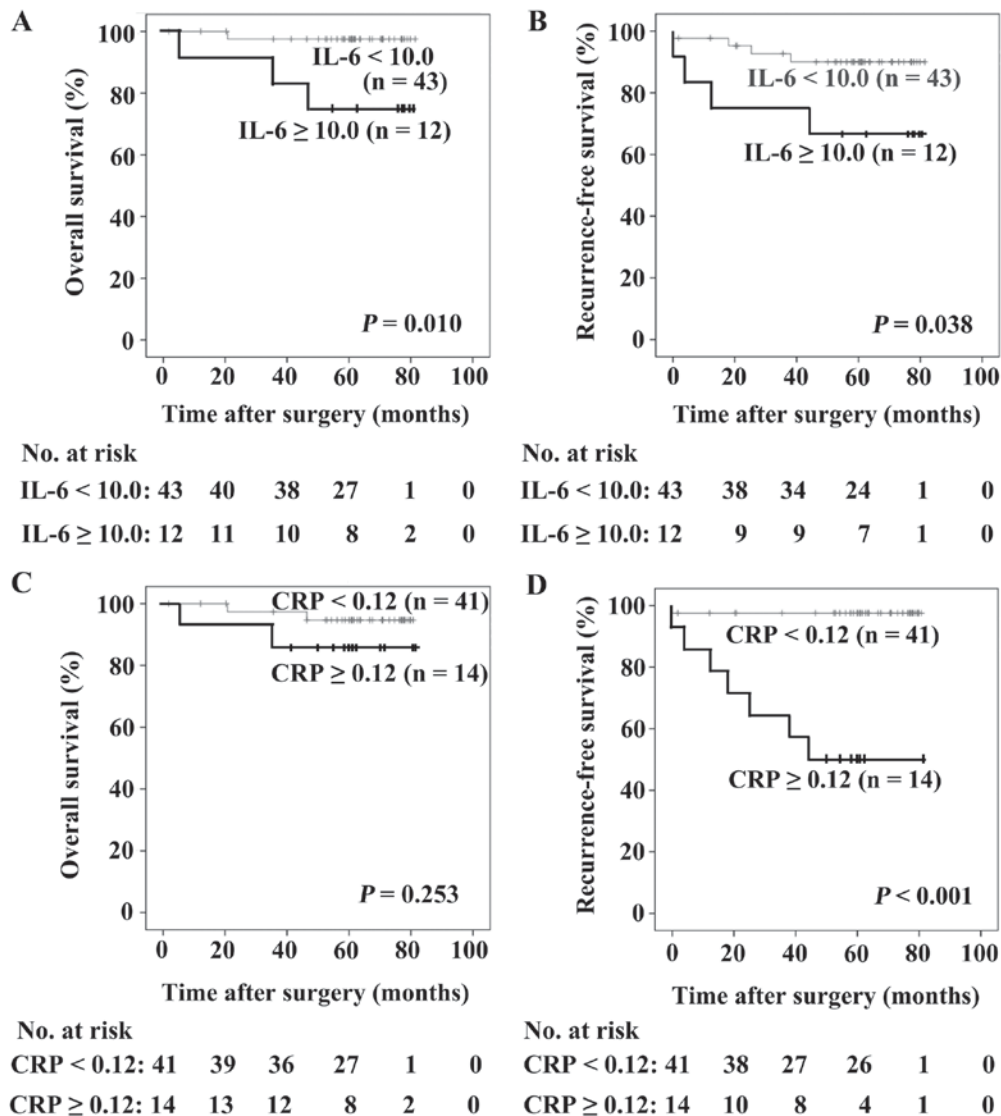 A
Overall survival (%)
100
80
60
40
20
0
IL-6 < 10.0
(n = 43)
IL-6 ≥ 10.0 (n = 12)
P = 0.010
0 20 40 60 80 100
Time after surgery (months)
No. at risk
IL-6 < 10.0: 43 40 38 27 1 0
IL-6 ≥ 10.0: 12 11 10 8 2 0
B
Recurrence-free survival (%)
100
80
60
40
20
0
IL-6 < 10.0 (n = 43)
IL-6 ≥ 10.0 (n = 12)
P = 0.038
0 20 40 60 80 100
Time after surgery (months)
No. at risk
IL-6 < 10.0: 43 38 34 24 1 0
IL-6 ≥ 10.0: 12 9 9 7 1 0
C
Overall survival (%)
100
80
60
40
20
0
CRP < 0.12 (n = 41)
CRP ≥ 0.12 (n = 14)
P = 0.253
0 20 40 60 80 100
Time after surgery (months)
No. at risk
CRP < 0.12: 41 39 36 27 1 0
CRP ≥ 0.12: 14 13 12 8 2 0
D
Recurrence-free survival (%)
100
80
60
40
20
0
CRP < 0.12 (n = 41)
CRP ≥ 0.12 (n = 14)
P < 0.001
0 20 40 60 80 100
Time after surgery (months)
No. at risk
CRP < 0.12: 41 38 27 26 1 0
CRP ≥ 0.12: 14 10 8 4 1 0